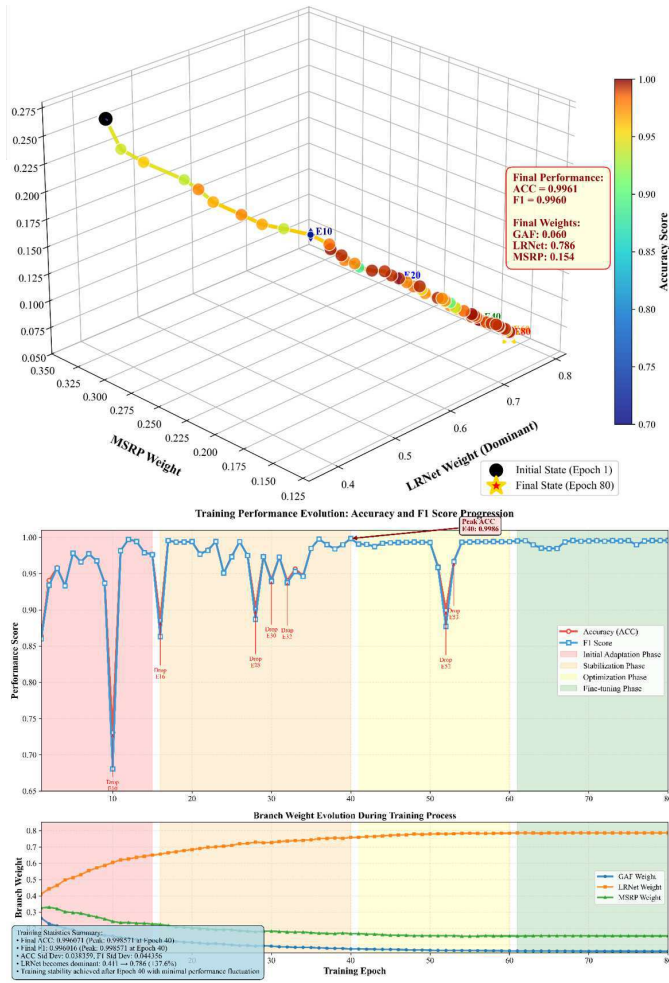 0.275
0.250
0.225
0.200
0.175
0.150
0.125
0.100
0.075
0.050
0.350
0.325
0.300
0.275
0.250
0.225
0.200
0.175
0.150
0.125
MSRP Weight
0.4
0.5
0.6
0.7
0.8
LRNet Weight (Dominant)
E10
E20
E40
E80
Final Performance:
ACC = 0.9961
F1 = 0.9960
Final Weights:
GAF: 0.060
LRNet: 0.786
MSRP: 0.154
1.00
0.95
0.90
0.85
0.80
0.75
0.70
Accuracy Score
Initial State (Epoch 1)
Final State (Epoch 80)
Training Performance Evolution: Accuracy and F1 Score Progression
Peak ACC
E40: 0.9986
1.00
0.95
0.90
0.85
0.80
0.75
0.70
0.65
Performance Score
Drop
Drop
E16
Drop
Drop
E30
Drop
E32
Drop
E52
Drop
E53
Accuracy (ACC)
F1 Score
Initial Adaptation Phase
Stabilization Phase
Optimization Phase
Fine-tuning Phase
10
20
30
40
50
60
70
80
Branch Weight Evolution During Training Process
0.8
0.7
0.5
0.4
0.3
Branch Weight
GAF Weight
LRNet Weight
MSRP Weight
Training Statistics Summary:
• Final ACC: 0.996071 (Peak: 0.998571 at Epoch 40)
• Final F1: 0.996016 (Peak: 0.998571 at Epoch 40)
• ACC Std Dev: 0.038359, F1 Std Dev: 0.044356
• LRNet becomes dominant: 0.411 → 0.786 (↑37.6%)
• Training stability achieved after Epoch 40 with minimal performance fluctuation
30
40
50
60
70
80
Training Epoch